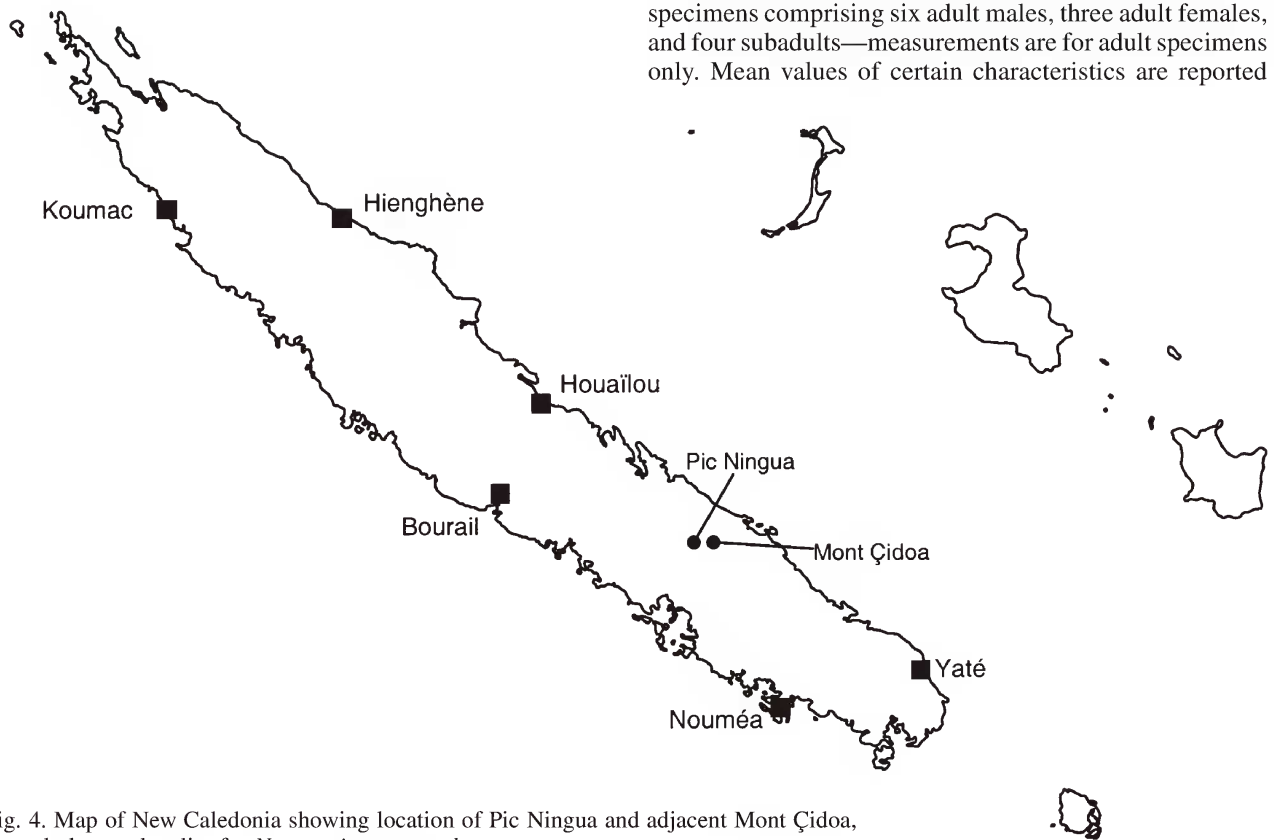 specimens comprising six adult males, three adult females,
and four subadults—measurements are for adult specimens
only. Mean values of certain characteristics are reported
Koumac
Hienghène
Houaïlou
Pic Ningua
Bourail
Mont Çidoa
Yaté
Nouméa
ig. 4. Map of New Caledonia showing location of Pic Ningua and adjacent Mont Çidoa,